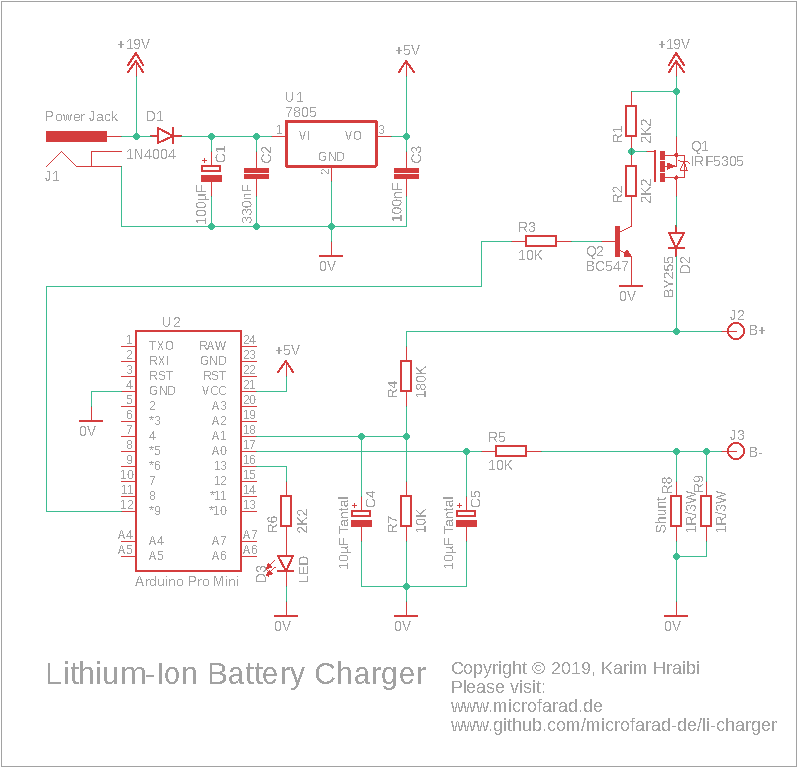 +19V
Power Jack
J1
D1
1N4004
C1
100µF
C2
330nF
U1
7805
1
VI
VO
3
GND
2
+5V
C3
100nF
0V
+19V
R1
2K2
R2
2K2
Q1
IRF5305
R3
10K
Q2
BC547
0V
BY255
D2
J2
B+
U2
1 TXO RAW 24
2 RXI GND 23
3 RST RST 22
4 GND VCC 21
5 2 A3 20
6 *3 A2 19
7 4 A1 18
8 *5 A0 17
9 *6 13 16
10 7 12 15
11 8 *11 14
12 *9 *10 13
A4 A4 A7 A7
A5 A5 A6 A6
Arduino Pro Mini
0V
+5V
R4
180K
R5
10K
J3
B-
R6
2K2
D3
LED
0V
C4
10µF Tantal
R7
10K
C5
10µF Tantal
0V
R8
Shunt
1R/3W
R9
1R/3W
0V
Lithium-Ion Battery Charger
Copyright © 2019, Karim Hraibi
Please visit:
www.microfarad.de
www.github.com/microfarad-de/li-charger